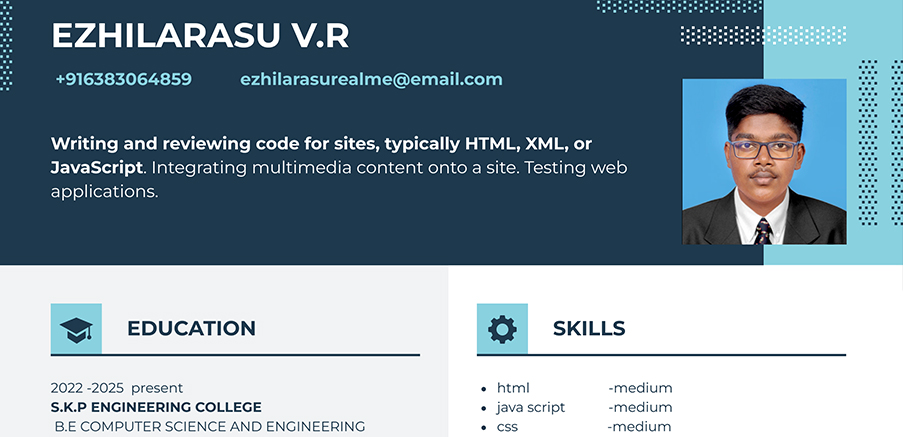 EZHILARASU V.R
+916383064859 ezhilarasurealme@email.com
Writing and reviewing code for sites, typically HTML, XML, or
JavaScript. Integrating multimedia content onto a site. Testing web
applications.
EDUCATION
2022 -2025 present
S.K.P ENGINEERING COLLEGE
B.E COMPUTER SCIENCE AND ENGINEERING
SKILLS
• html -medium
• java script -medium
• css -medium